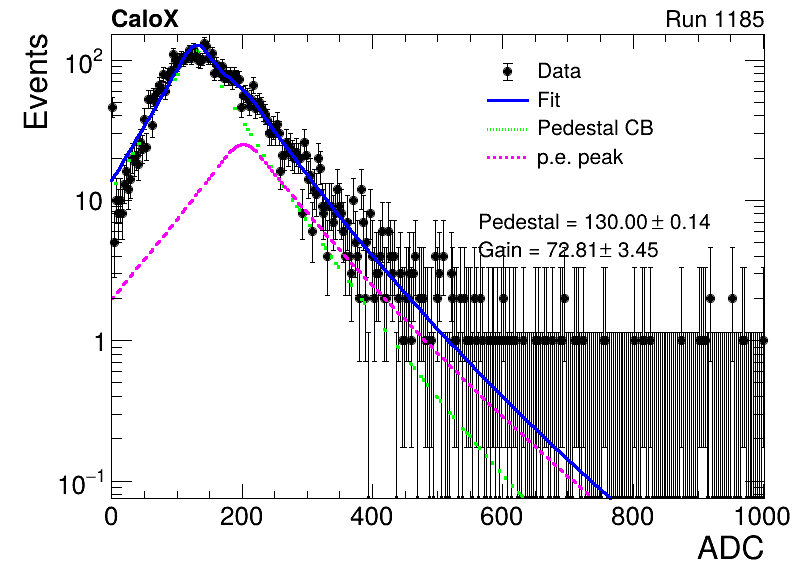 CaloX Run 1185
Events
10²
10
1
10⁻¹
Data
Fit
Pedestal CB
p.e. peak
Pedestal = 130.00 ± 0.14
Gain = 72.81 ± 3.45
0 200 400 600 800 1000
ADC